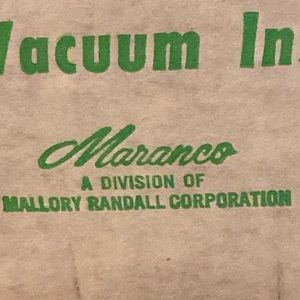 Vacuum In
Maranco
A DIVISION OF
MALLORY RANDALL CORPORATION